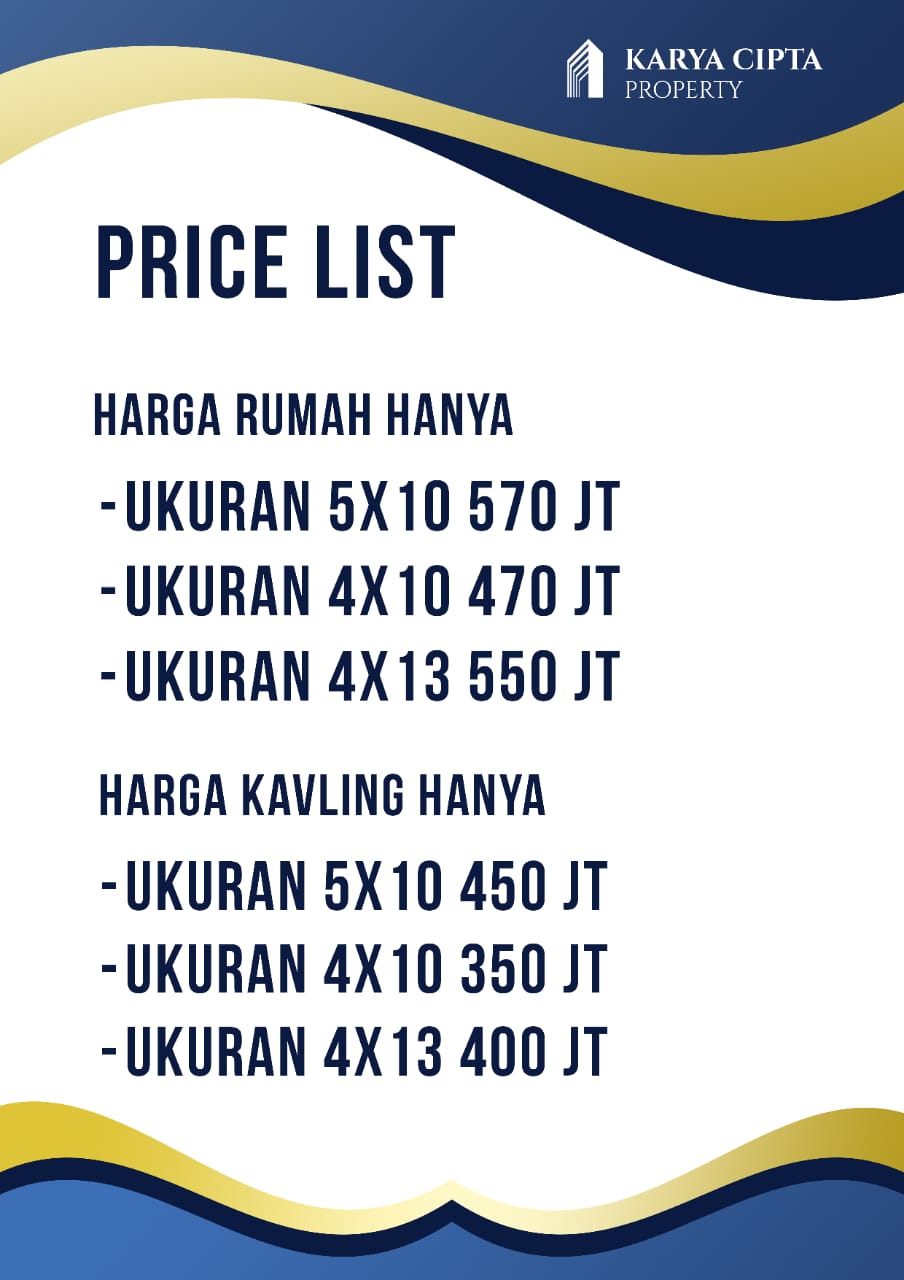 KARYA CIPTA
PROPERTY
PRICE LIST
HARGA RUMAH HANYA
-UKURAN 5X10 570 JT
-UKURAN 4X10 470 JT
-UKURAN 4X13 550 JT
HARGA KAVLING HANYA
-UKURAN 5X10 450 JT
-UKURAN 4X10 350 JT
-UKURAN 4X13 400 JT